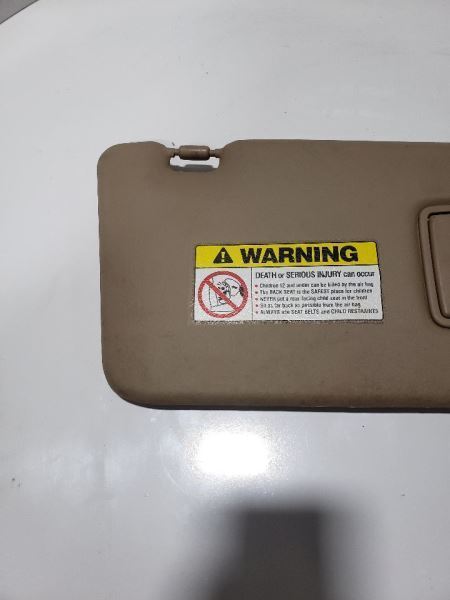 WARNING
DEATH or SERIOUS INJURY can occur
• Children 12 and under can be killed by the air bag
• The BACK SEAT is the SAFEST place for children
• NEVER put a rear facing child seat in the front
• Sit as far back as possible from the air bag
• ALWAYS use SEAT BELTS and CHILD RESTRAINTS